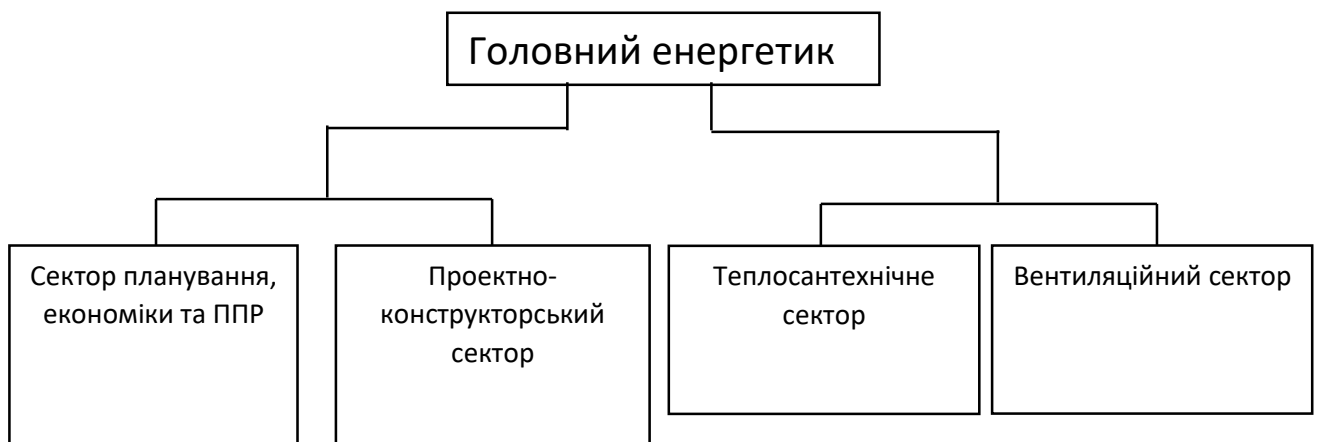 Головний енергетик
Сектор планування,
економіки та ППР
Проектно-
конструкторський
сектор
Теплосантехнічне
сектор
Вентиляційний сектор